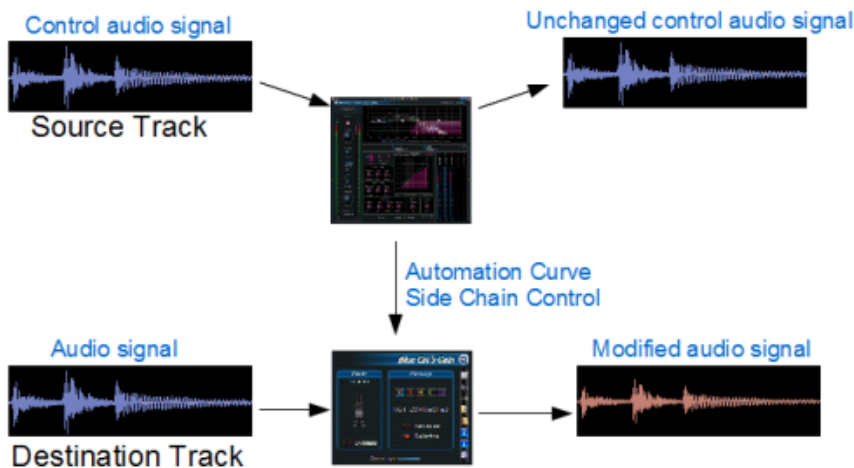 Control audio signal
Unchanged control audio signal
Source Track
Automation Curve
Side Chain Control
Audio signal
Modified audio signal
Destination Track